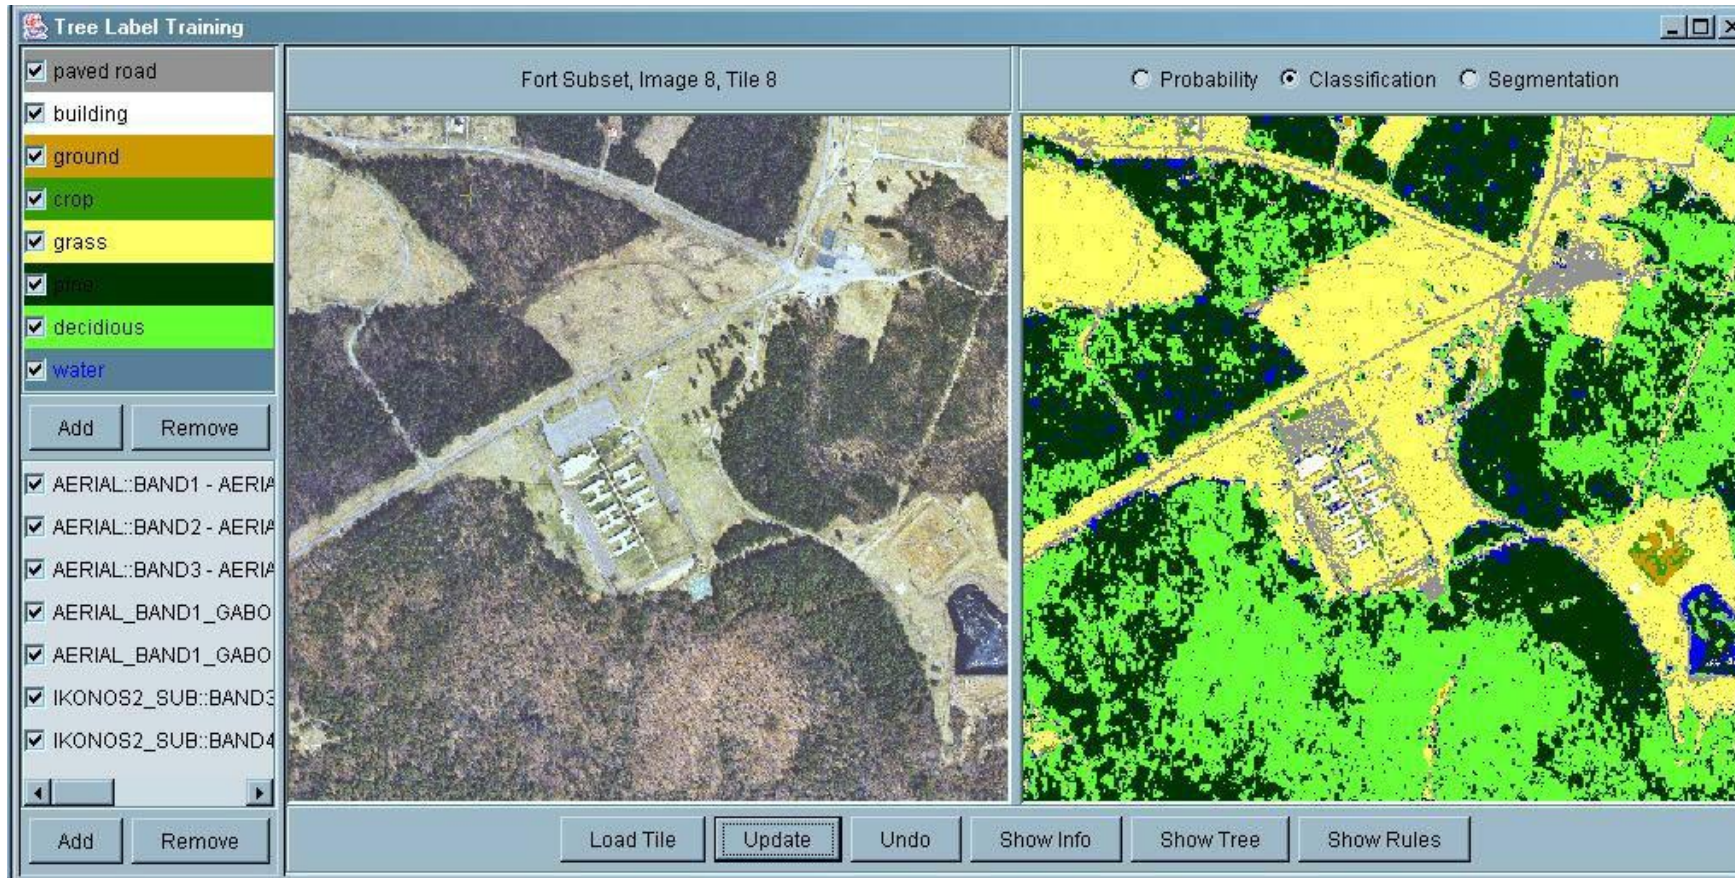 Tree Label Training
paved road
building
ground
crop
grass
pine
decidious
water
Add Remove
AERIAL::BAND1 - AERIA
AERIAL::BAND2 - AERIA
AERIAL::BAND3 - AERIA
AERIAL_BAND1_GABO
AERIAL_BAND1_GABO
IKONOS2_SUB::BAND3
IKONOS2_SUB::BAND4
Add Remove
Fort Subset, Image 8, Tile 8
Probability Classification Segmentation
Load Tile Update Undo Show Info Show Tree Show Rules